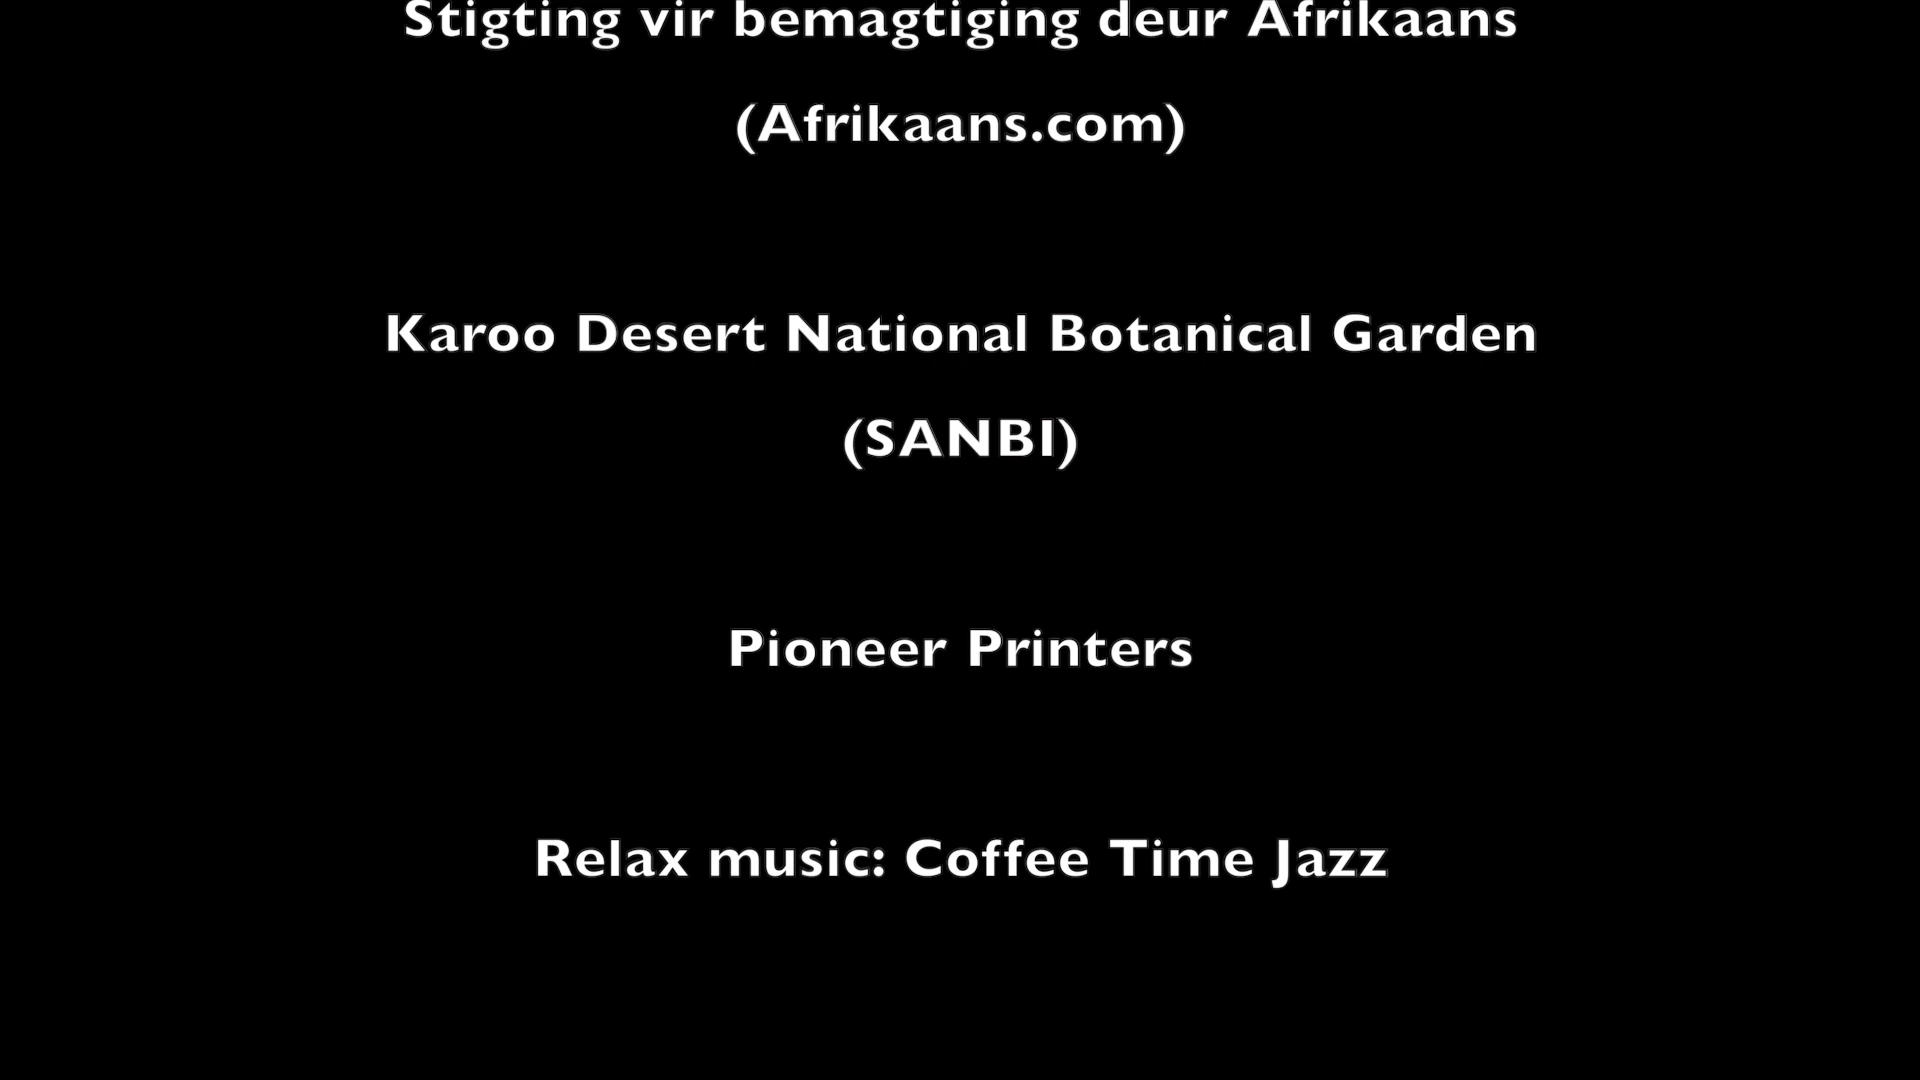 Stigting vir bemagtiging deur Afrikaans
(Afrikaans.com)
Karoo Desert National Botanical Garden
(SANBI)
Pioneer Printers
Relax music: Coffee Time Jazz